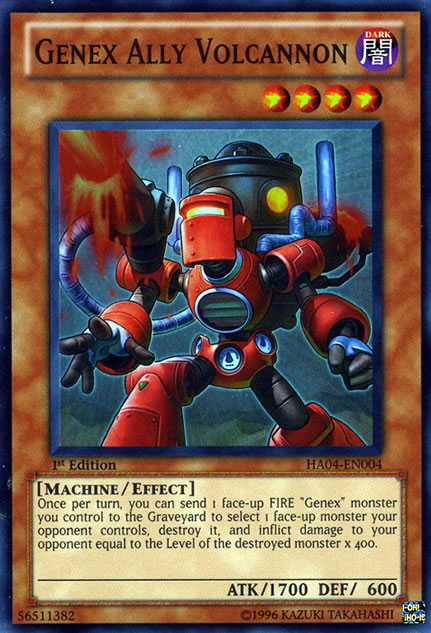 GENEX ALLY VOLCANNON
DARK
闇
1st Edition
HA04-EN004
[MACHINE/EFFECT]
Once per turn, you can send 1 face-up FIRE "Genex" monster
you control to the Graveyard to select 1 face-up monster your
opponent controls, destroy it, and inflict damage to your
opponent equal to the Level of the destroyed monster x 400.
ATK/1700 DEF/ 600
56511382
©1996 KAZUKI TAKAHASHI